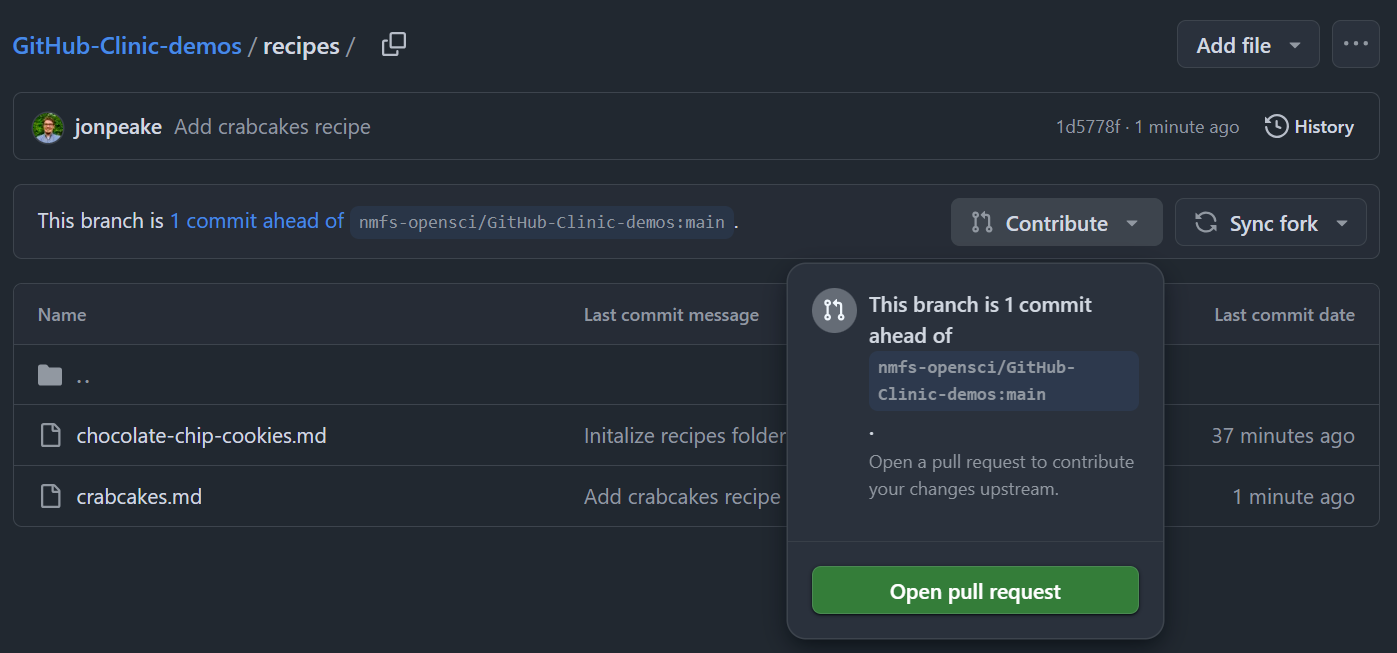 GitHub-Clinic-demos / recipes /
Add file
jonpeake Add crabcakes recipe
1d5778f · 1 minute ago
History
This branch is 1 commit ahead of nmfs-opensci/GitHub-Clinic-demos:main .
Contribute
Sync fork
Name
Last commit message
Last commit date
..
chocolate-chip-cookies.md
Initalize recipes folder
37 minutes ago
crabcakes.md
Add crabcakes recipe
1 minute ago
This branch is 1 commit
ahead of
nmfs-opensci/GitHub-
Clinic-demos:main
.
Open a pull request to contribute
your changes upstream.
Open pull request